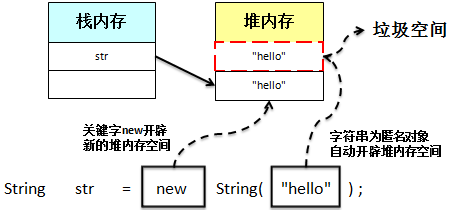 栈内存
堆内存
垃圾空间
str
"hello"
"hello"
关键字new开辟
新的堆内存空间
字符串为匿名对象
自动开辟堆内存空间
String str = new String( "hello" ) ;